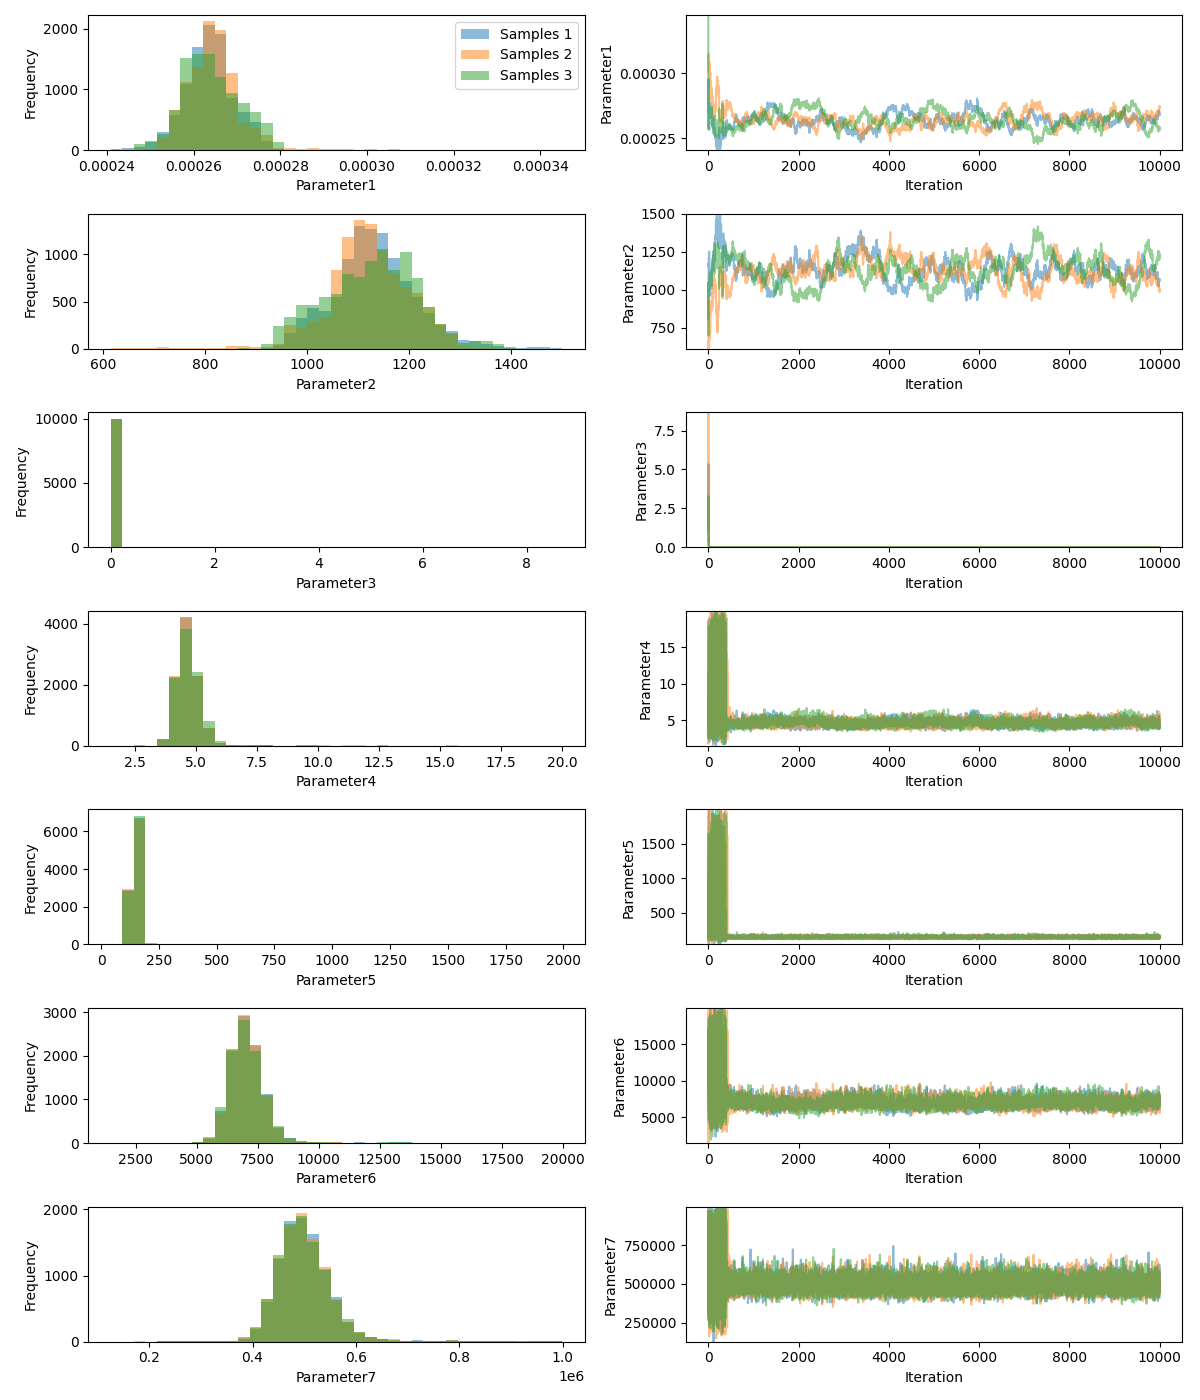 2000
1000
0
Frequency
0.00024 0.00026 0.00028 0.00030 0.00032 0.00034
Parameter1
Samples 1
Samples 2
Samples 3
0.00030
0.00025
Parameter1
0 2000 4000 6000 8000 10000
Iteration
1000
500
0
Frequency
600 800 1000 1200 1400
Parameter2
1500
1250
1000
750
Parameter2
0 2000 4000 6000 8000 10000
Iteration
10000
5000
0
Frequency
0 2 4 6 8
Parameter3
7.5
5.0
2.5
0.0
Parameter3
0 2000 4000 6000 8000 10000
Iteration
4000
2000
0
Frequency
2.5 5.0 7.5 10.0 12.5 15.0 17.5 20.0
Parameter4
15
10
5
Parameter4
0 2000 4000 6000 8000 10000
Iteration
6000
4000
2000
0
Frequency
0 250 500 750 1000 1250 1500 1750 2000
Parameter5
1500
1000
500
Parameter5
0 2000 4000 6000 8000 10000
Iteration
3000
2000
1000
0
Frequency
2500 5000 7500 10000 12500 15000 17500 20000
Parameter6
15000
10000
5000
Parameter6
0 2000 4000 6000 8000 10000
Iteration
2000
1000
0
Frequency
0.2 0.4 0.6 0.8 1.0
1e6
Parameter7
750000
500000
250000
Parameter7
0 2000 4000 6000 8000 10000
Iteration